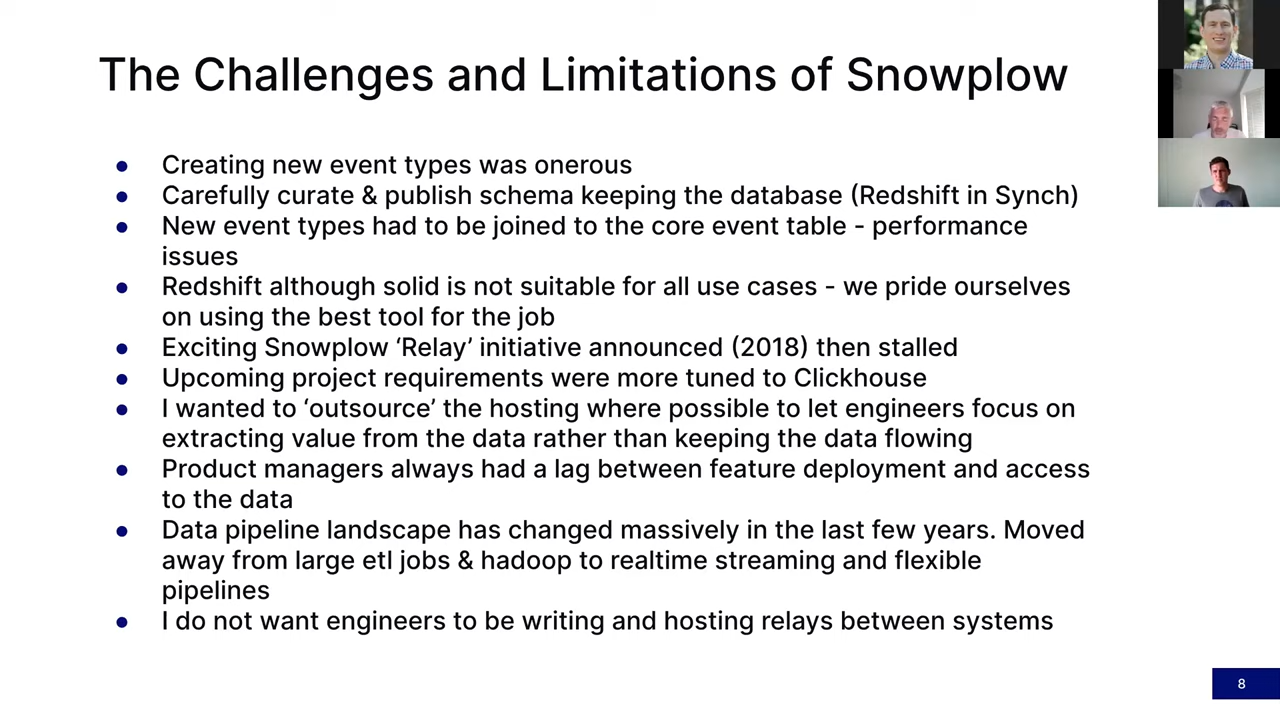 The Challenges and Limitations of Snowplow
● Creating new event types was onerous
● Carefully curate & publish schema keeping the database (Redshift in Synch)
● New event types had to be joined to the core event table - performance
issues
● Redshift although solid is not suitable for all use cases - we pride ourselves
on using the best tool for the job
● Exciting Snowplow ‘Relay’ initiative announced (2018) then stalled
● Upcoming project requirements were more tuned to Clickhouse
● I wanted to ‘outsource’ the hosting where possible to let engineers focus on
extracting value from the data rather than keeping the data flowing
● Product managers always had a lag between feature deployment and access
to the data
● Data pipeline landscape has changed massively in the last few years. Moved
away from large etl jobs & hadoop to realtime streaming and flexible
pipelines
● I do not want engineers to be writing and hosting relays between systems
8